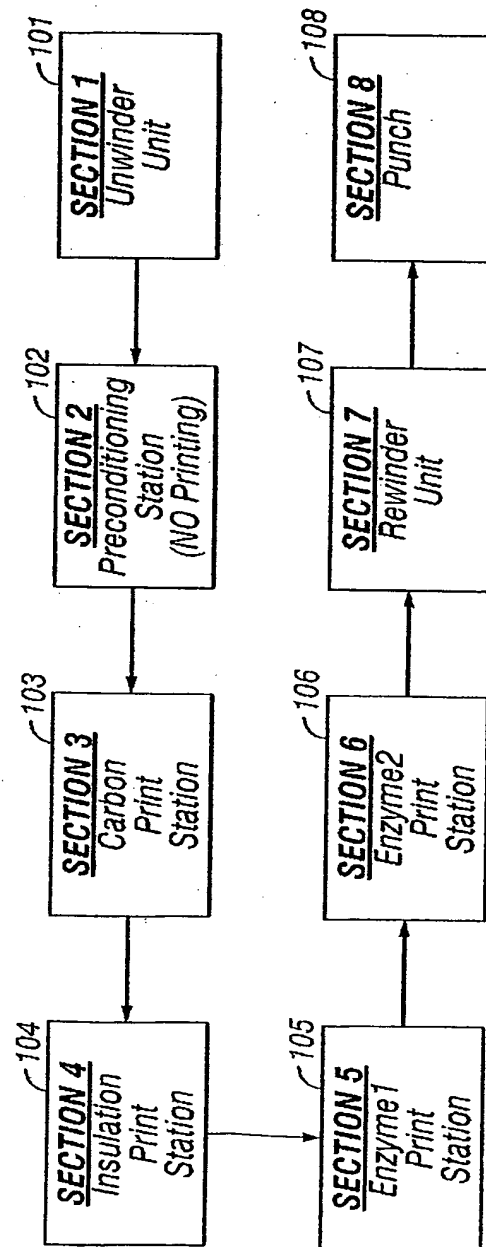 101
SECTION 1
Unwinder
Unit
102
SECTION 2
Preconditioning
Station
(NO Printing)
103
SECTION 3
Carbon
Print
Station
104
SECTION 4
Insulation
Print
Station
105
SECTION 5
Enzyme1
Print
Station
106
SECTION 6
Enzyme2
Print
Station
107
SECTION 7
Rewinder
Unit
108
SECTION 8
Punch